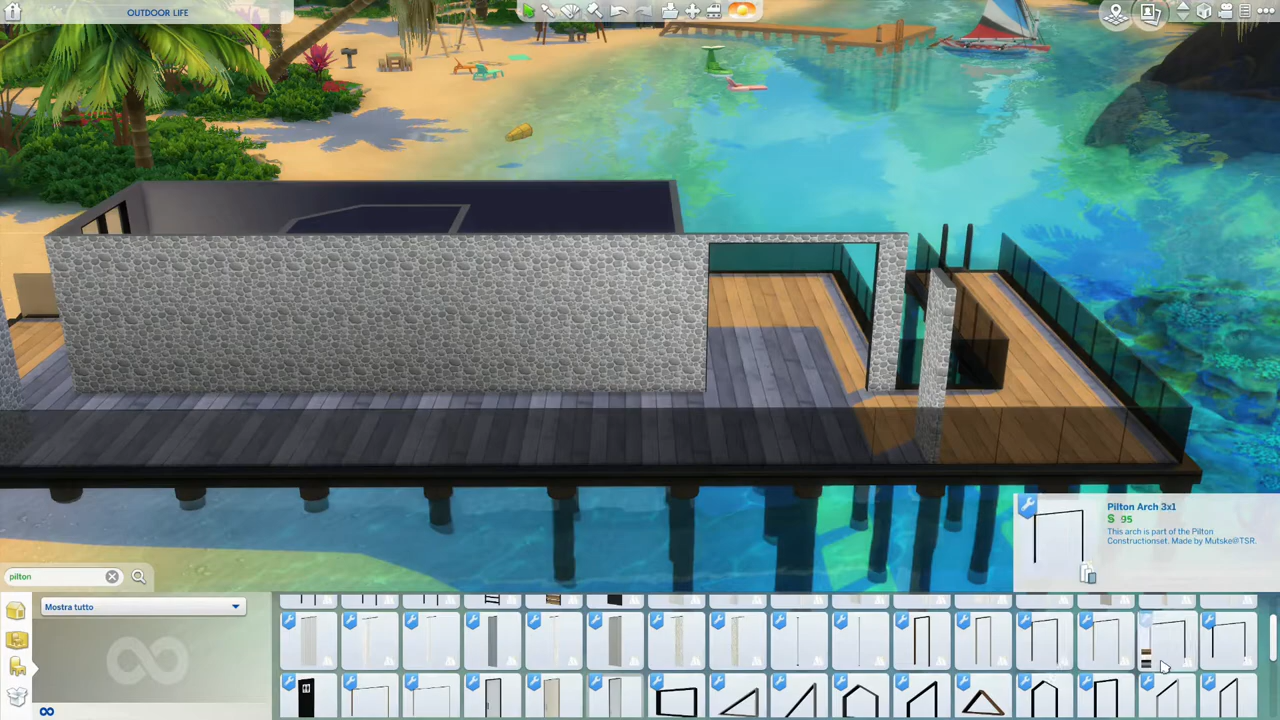 OUTDOOR LIFE
Pilton Arch 3x1
$ 95
This arch is part of the Pilton
Constructionset. Made by Mutske@TSR.
pilton
Mostra tutto